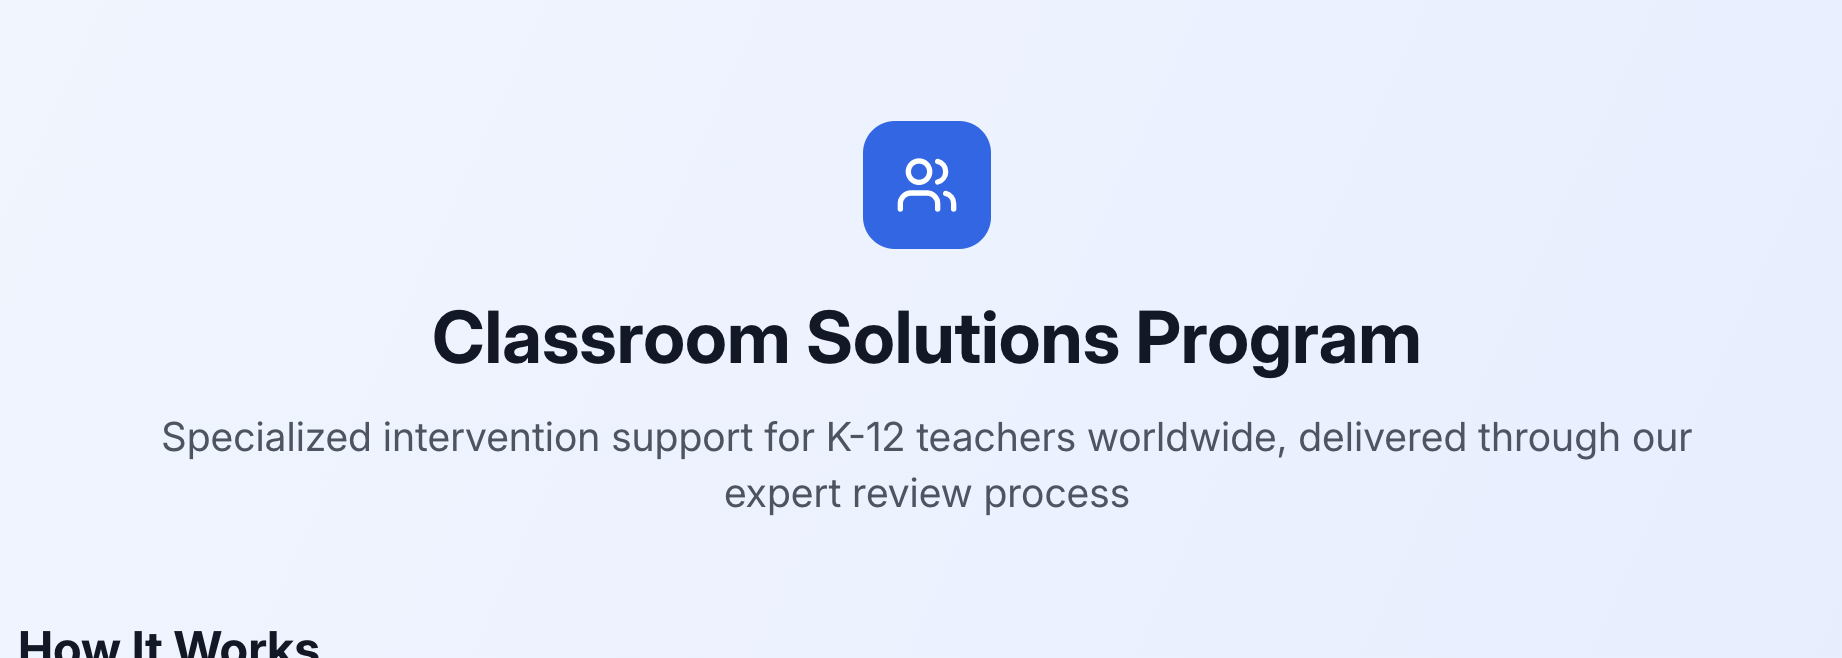 Classroom Solutions Program
Specialized intervention support for K-12 teachers worldwide, delivered through our
expert review process
How It Works